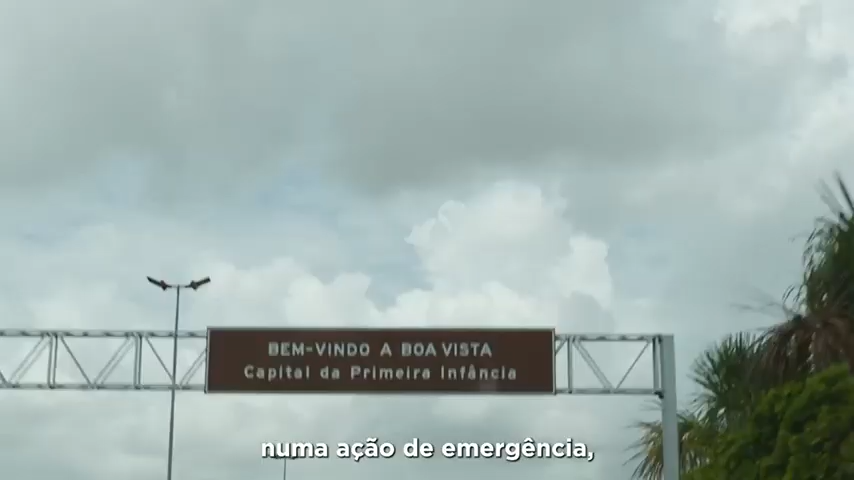 BEM-VINDO A BOA VISTA
Capital da Primeira Infância
numa ação de emergência,